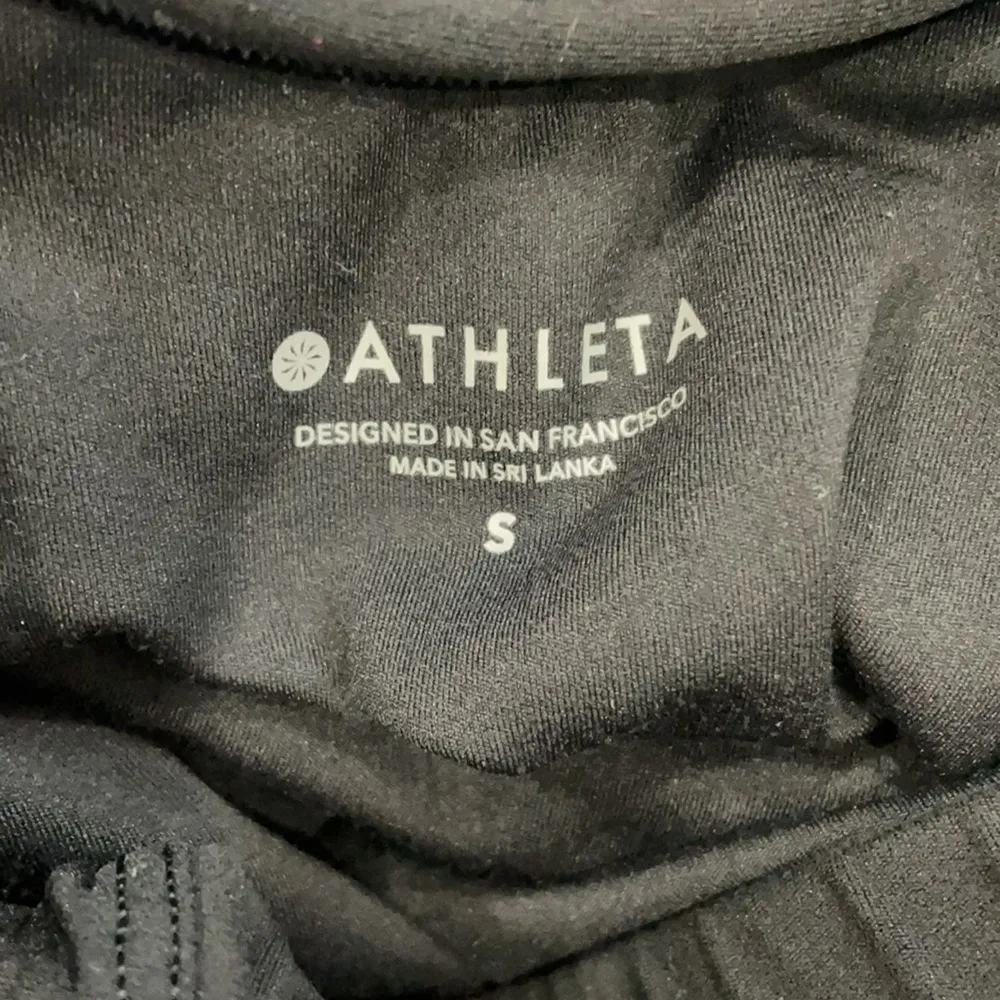 ATHLETA
DESIGNED IN SAN FRANCISCO
MADE IN SRI LANKA
S